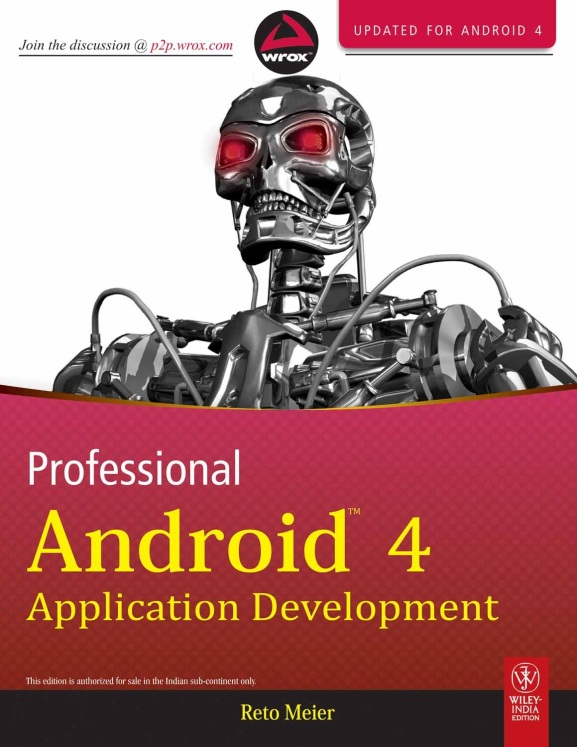 Join the discussion @ p2p.wrox.com
wrox™
UPDATED FOR ANDROID 4
Professional
Android™ 4
Application Development
This edition is authorized for sale in the Indian sub-continent only.
Reto Meier
WILEY-
INDIA
EDITION